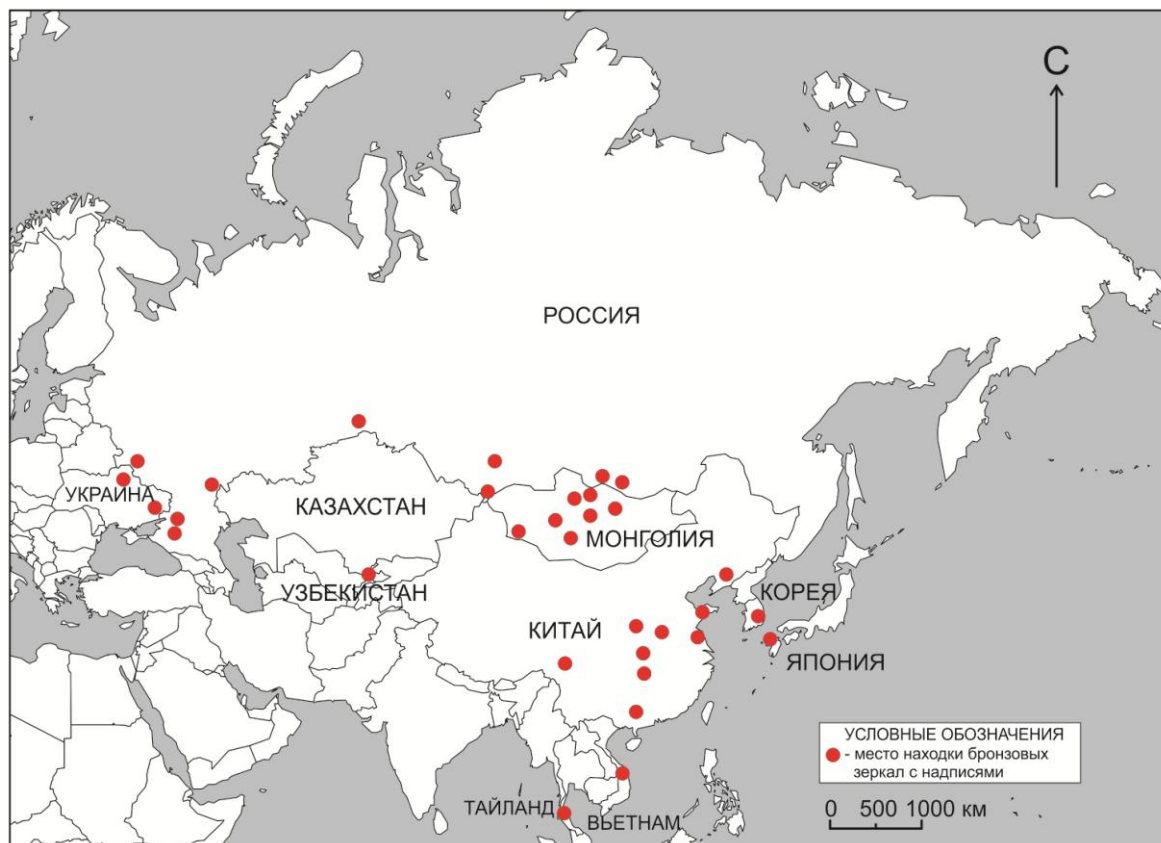 С
РОССИЯ
УКРАИНА
КАЗАХСТАН
МОНГОЛИЯ
УЗБЕКИСТАН
КОРЕЯ
КИТАЙ
ЯПОНИЯ
УСЛОВНЫЕ ОБОЗНАЧЕНИЯ
- место находки бронзовых
зеркал с надписями
ТАЙЛАНД
ВЬЕТНАМ
0 500 1000 км